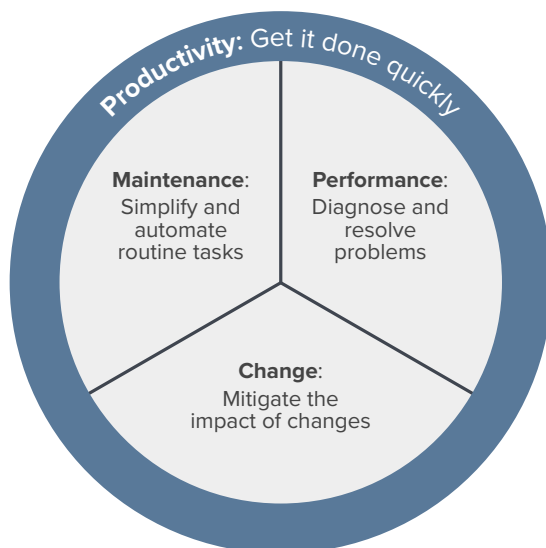 Productivity: Get it done quickly
Maintenance:
Simplify and
automate
routine tasks
Performance:
Diagnose and
resolve
problems
Change:
Mitigate the
impact of changes